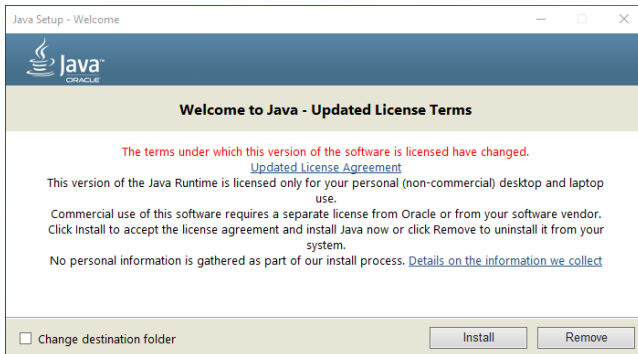 Java Setup - Welcome
Java™
ORACLE
Welcome to Java - Updated License Terms
The terms under which this version of the software is licensed have changed.
Updated License Agreement
This version of the Java Runtime is licensed only for your personal (non-commercial) desktop and laptop
use.
Commercial use of this software requires a separate license from Oracle or from your software vendor.
Click Install to accept the license agreement and install Java now or click Remove to uninstall it from your
system.
No personal information is gathered as part of our install process. Details on the information we collect
Change destination folder
Install
Remove